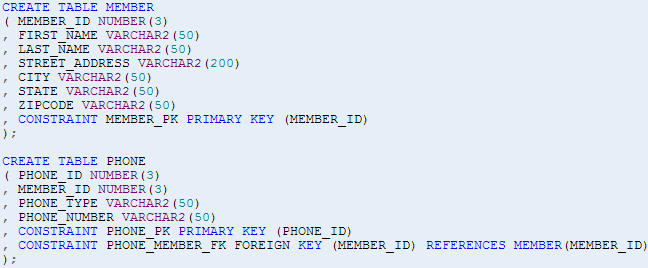 CREATE TABLE MEMBER
( MEMBER_ID NUMBER(3)
, FIRST_NAME VARCHAR2(50)
, LAST_NAME VARCHAR2(50)
, STREET_ADDRESS VARCHAR2(200)
, CITY VARCHAR2(50)
, STATE VARCHAR2(50)
, ZIPCODE VARCHAR2(50)
, CONSTRAINT MEMBER_PK PRIMARY KEY (MEMBER_ID)
);

CREATE TABLE PHONE
( PHONE_ID NUMBER(3)
, MEMBER_ID NUMBER(3)
, PHONE_TYPE VARCHAR2(50)
, PHONE_NUMBER VARCHAR2(50)
, CONSTRAINT PHONE_PK PRIMARY KEY (PHONE_ID)
, CONSTRAINT PHONE_MEMBER_FK FOREIGN KEY (MEMBER_ID) REFERENCES MEMBER(MEMBER_ID)
);